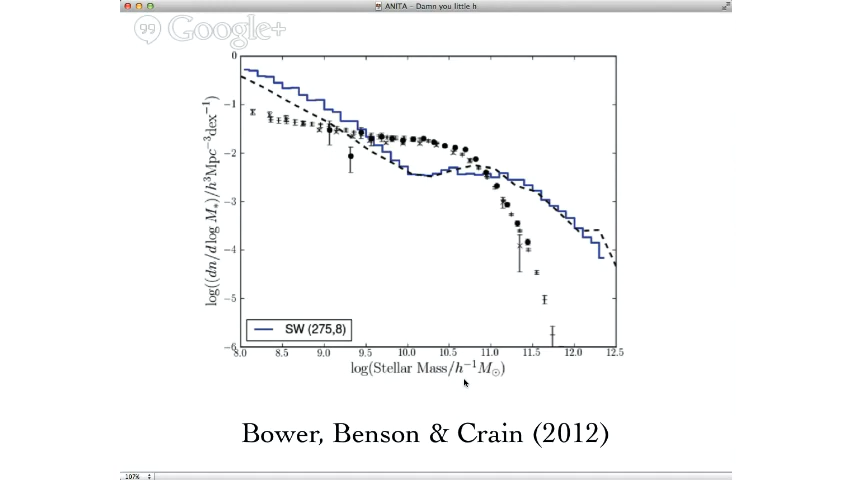 ANITA – Damn you little h
Google+
0
−1
−2
−3
−4
−5
−6
log((dn/d log M*)/h³Mpc⁻³dex⁻¹)
SW (275,8)
8.0 8.5 9.0 9.5 10.0 10.5 11.0 11.5 12.0 12.5
log(Stellar Mass/h⁻¹M⊙)
Bower, Benson & Crain (2012)
107%